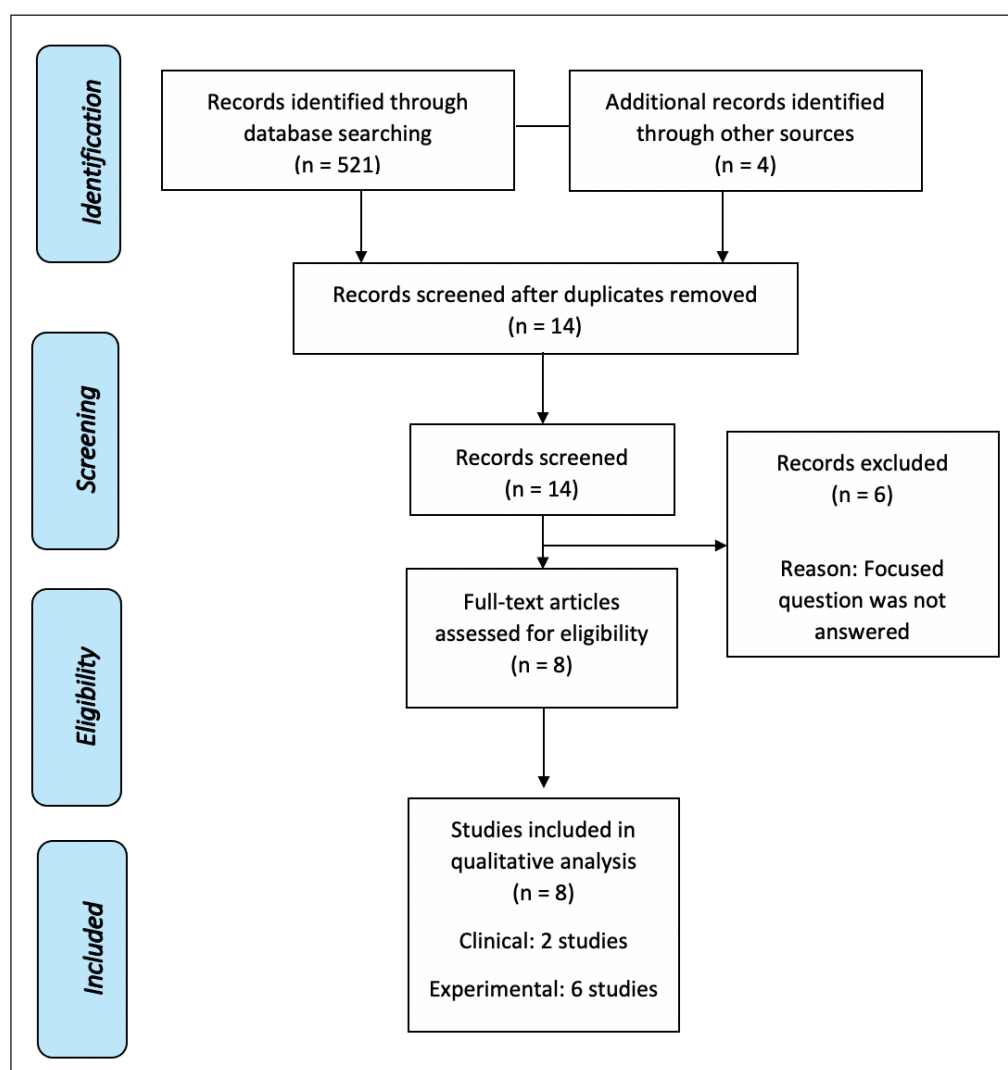 Identification
Records identified through
database searching
(n = 521)
Additional records identified
through other sources
(n = 4)
Records screened after duplicates removed
(n = 14)
Screening
Records screened
(n = 14)
Records excluded
(n = 6)
Reason: Focused
question was not
answered
Eligibility
Full-text articles
assessed for eligibility
(n = 8)
Included
Studies included in
qualitative analysis
(n = 8)
Clinical: 2 studies
Experimental: 6 studies